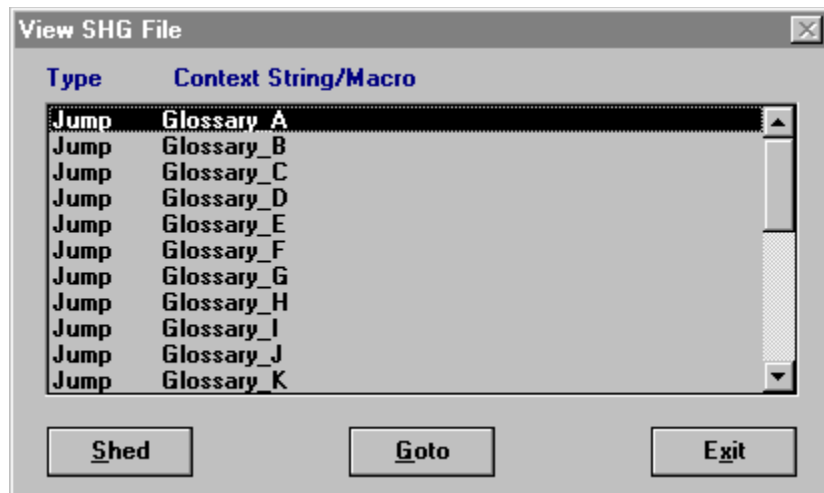 View SHG File
Type Context String/Macro
Jump Glossary_A
Jump Glossary_B
Jump Glossary_C
Jump Glossary_D
Jump Glossary_E
Jump Glossary_F
Jump Glossary_G
Jump Glossary_H
Jump Glossary_I
Jump Glossary_J
Jump Glossary_K
Shed Goto Exit